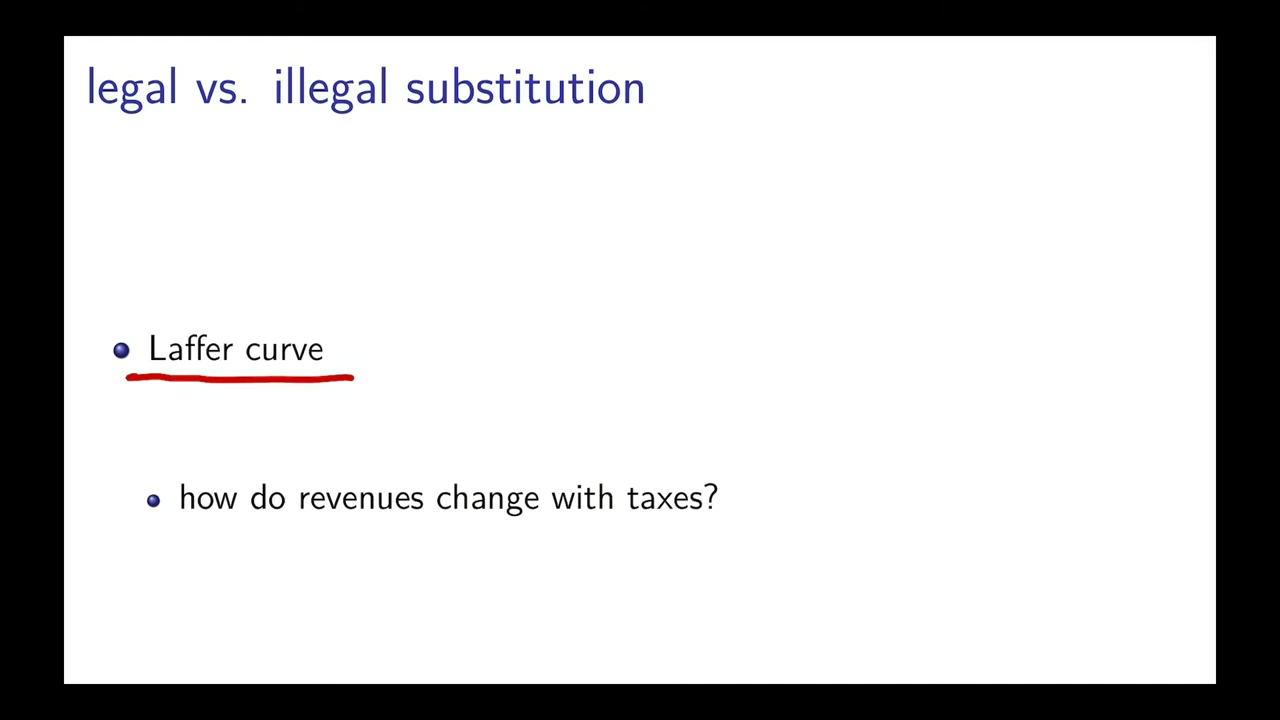 legal vs. illegal substitution
Laffer curve
how do revenues change with taxes?